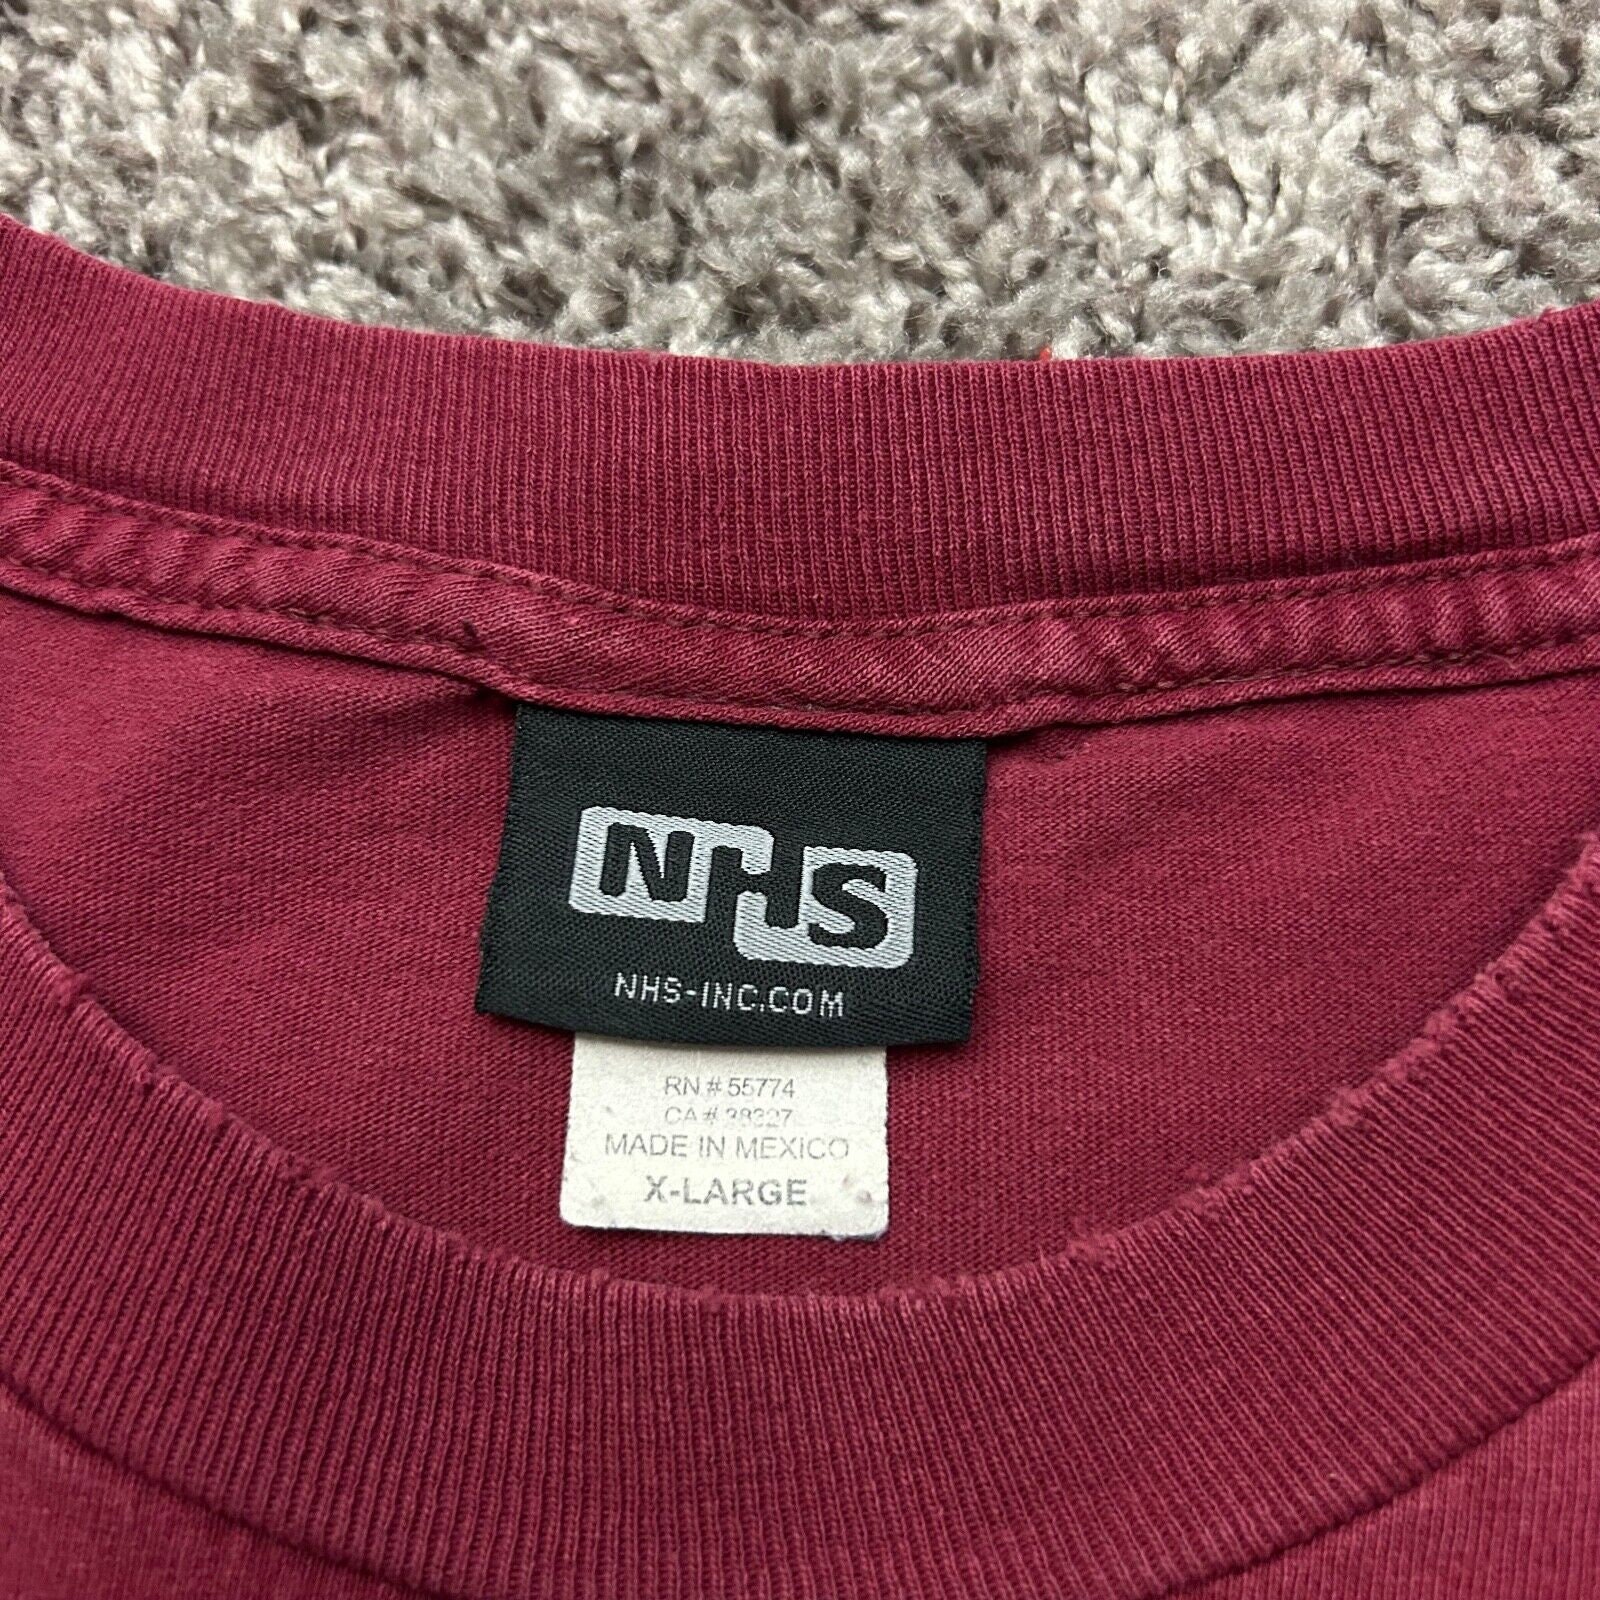 NHS
NHS-INC.COM
RN # 55774
CA # 38327
MADE IN MEXICO
X-LARGE